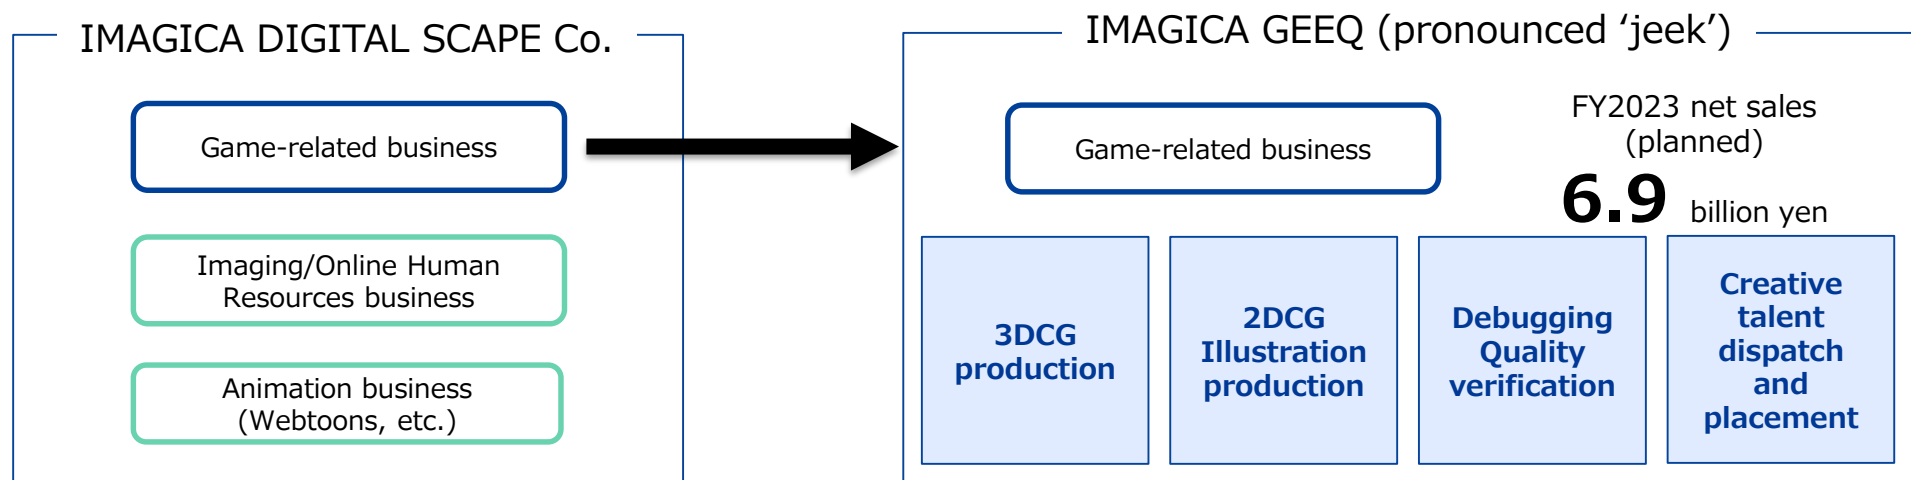 IMAGICA DIGITAL SCAPE Co.
Game-related business
Imaging/Online Human
Resources business
Animation business
(Webtoons, etc.)
IMAGICA GEEQ (pronounced ‘jeek’)
Game-related business
FY2023 net sales
(planned)
6.9 billion yen
3DCG
production
2DCG
Illustration
production
Debugging
Quality
verification
Creative
talent
dispatch
and
placement